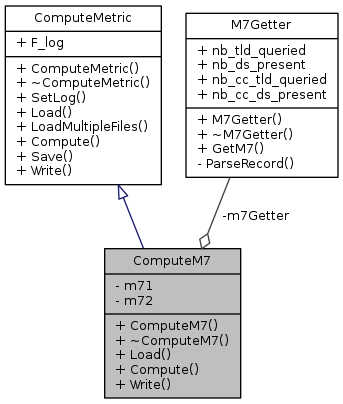 ComputeMetric
+ F_log
+ ComputeMetric()
+ ~ComputeMetric()
+ SetLog()
+ Load()
+ LoadMultipleFiles()
+ Compute()
+ Save()
+ Write()
M7Getter
+ nb_tld_queried
+ nb_ds_present
+ nb_cc_tld_queried
+ nb_cc_ds_present
+ M7Getter()
+ ~M7Getter()
+ GetM7()
- ParseRecord()
-m7Getter
ComputeM7
- m71
- m72
+ ComputeM7()
+ ~ComputeM7()
+ Load()
+ Compute()
+ Write()